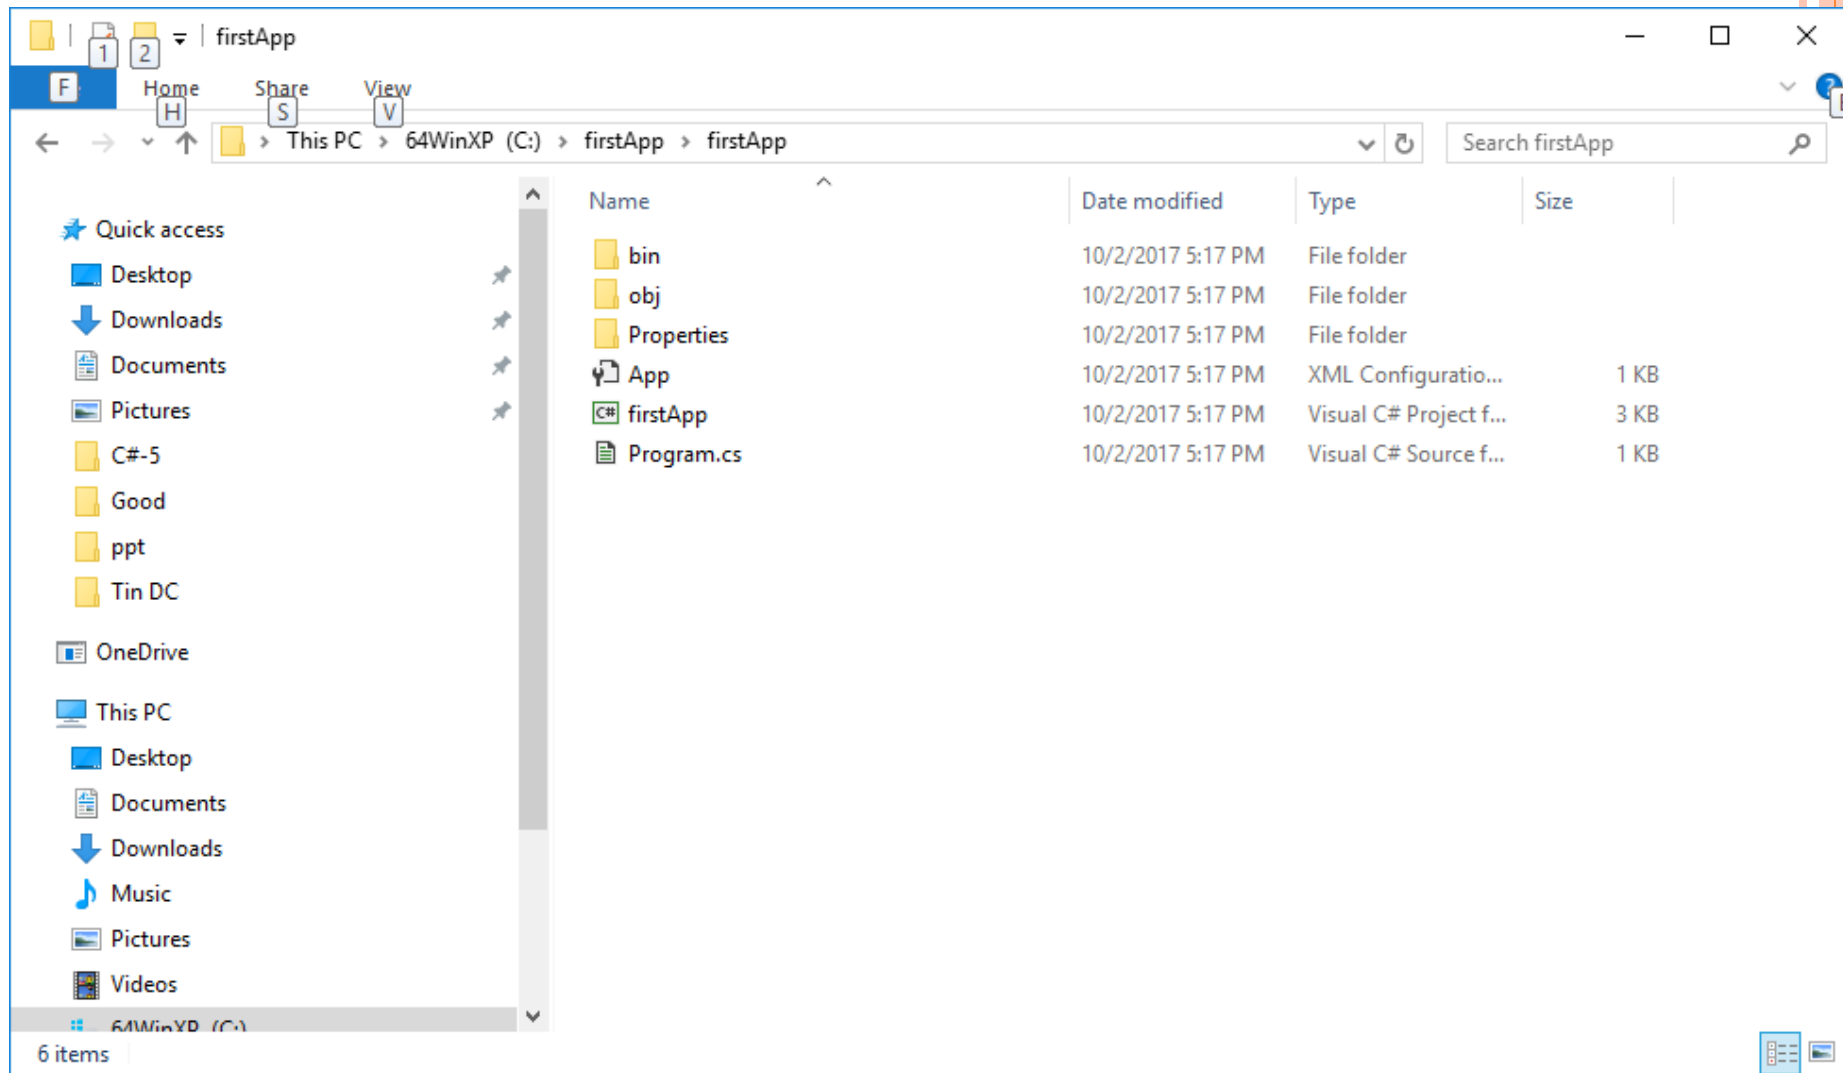 firstApp
1 2
F Home Share View
H S V
This PC > 64WinXP (C:) > firstApp > firstApp
Search firstApp
Name Date modified Type Size
Quick access
Desktop
Downloads
Documents
Pictures
C#-5
Good
ppt
Tin DC
OneDrive
This PC
Desktop
Documents
Downloads
Music
Pictures
Videos
64WinXP (C:)
bin 10/2/2017 5:17 PM File folder
obj 10/2/2017 5:17 PM File folder
Properties 10/2/2017 5:17 PM File folder
App 10/2/2017 5:17 PM XML Configuratio... 1 KB
C# firstApp 10/2/2017 5:17 PM Visual C# Project f... 3 KB
Program.cs 10/2/2017 5:17 PM Visual C# Source f... 1 KB
6 items